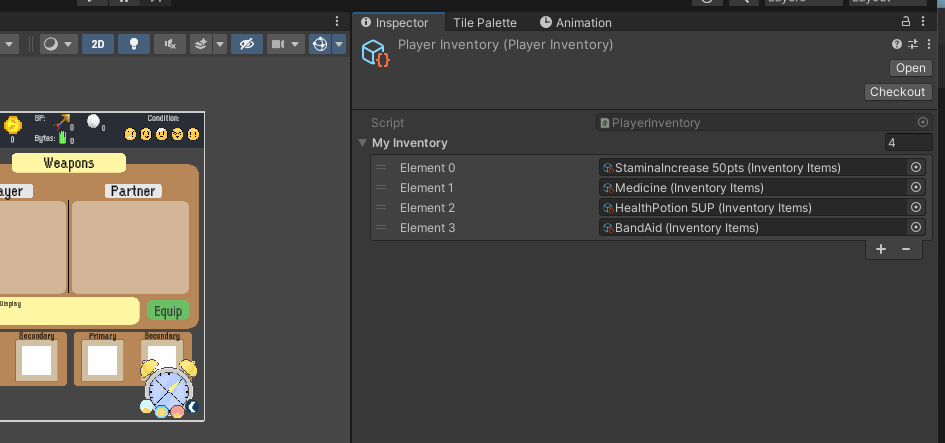 Inspector
Tile Palette
Animation
2D
Player Inventory (Player Inventory)
Open
Checkout
Script
PlayerInventory
My Inventory
4
Element 0
StaminaIncrease 50pts (Inventory Items)
Element 1
Medicine (Inventory Items)
Element 2
HealthPotion 5UP (Inventory Items)
Element 3
BandAid (Inventory Items)
+ −
SP:
0
0
Condition:
0
Bytes:
0
Weapons
ayer
Partner
Display
Equip
Secondary
Primary
Secondary